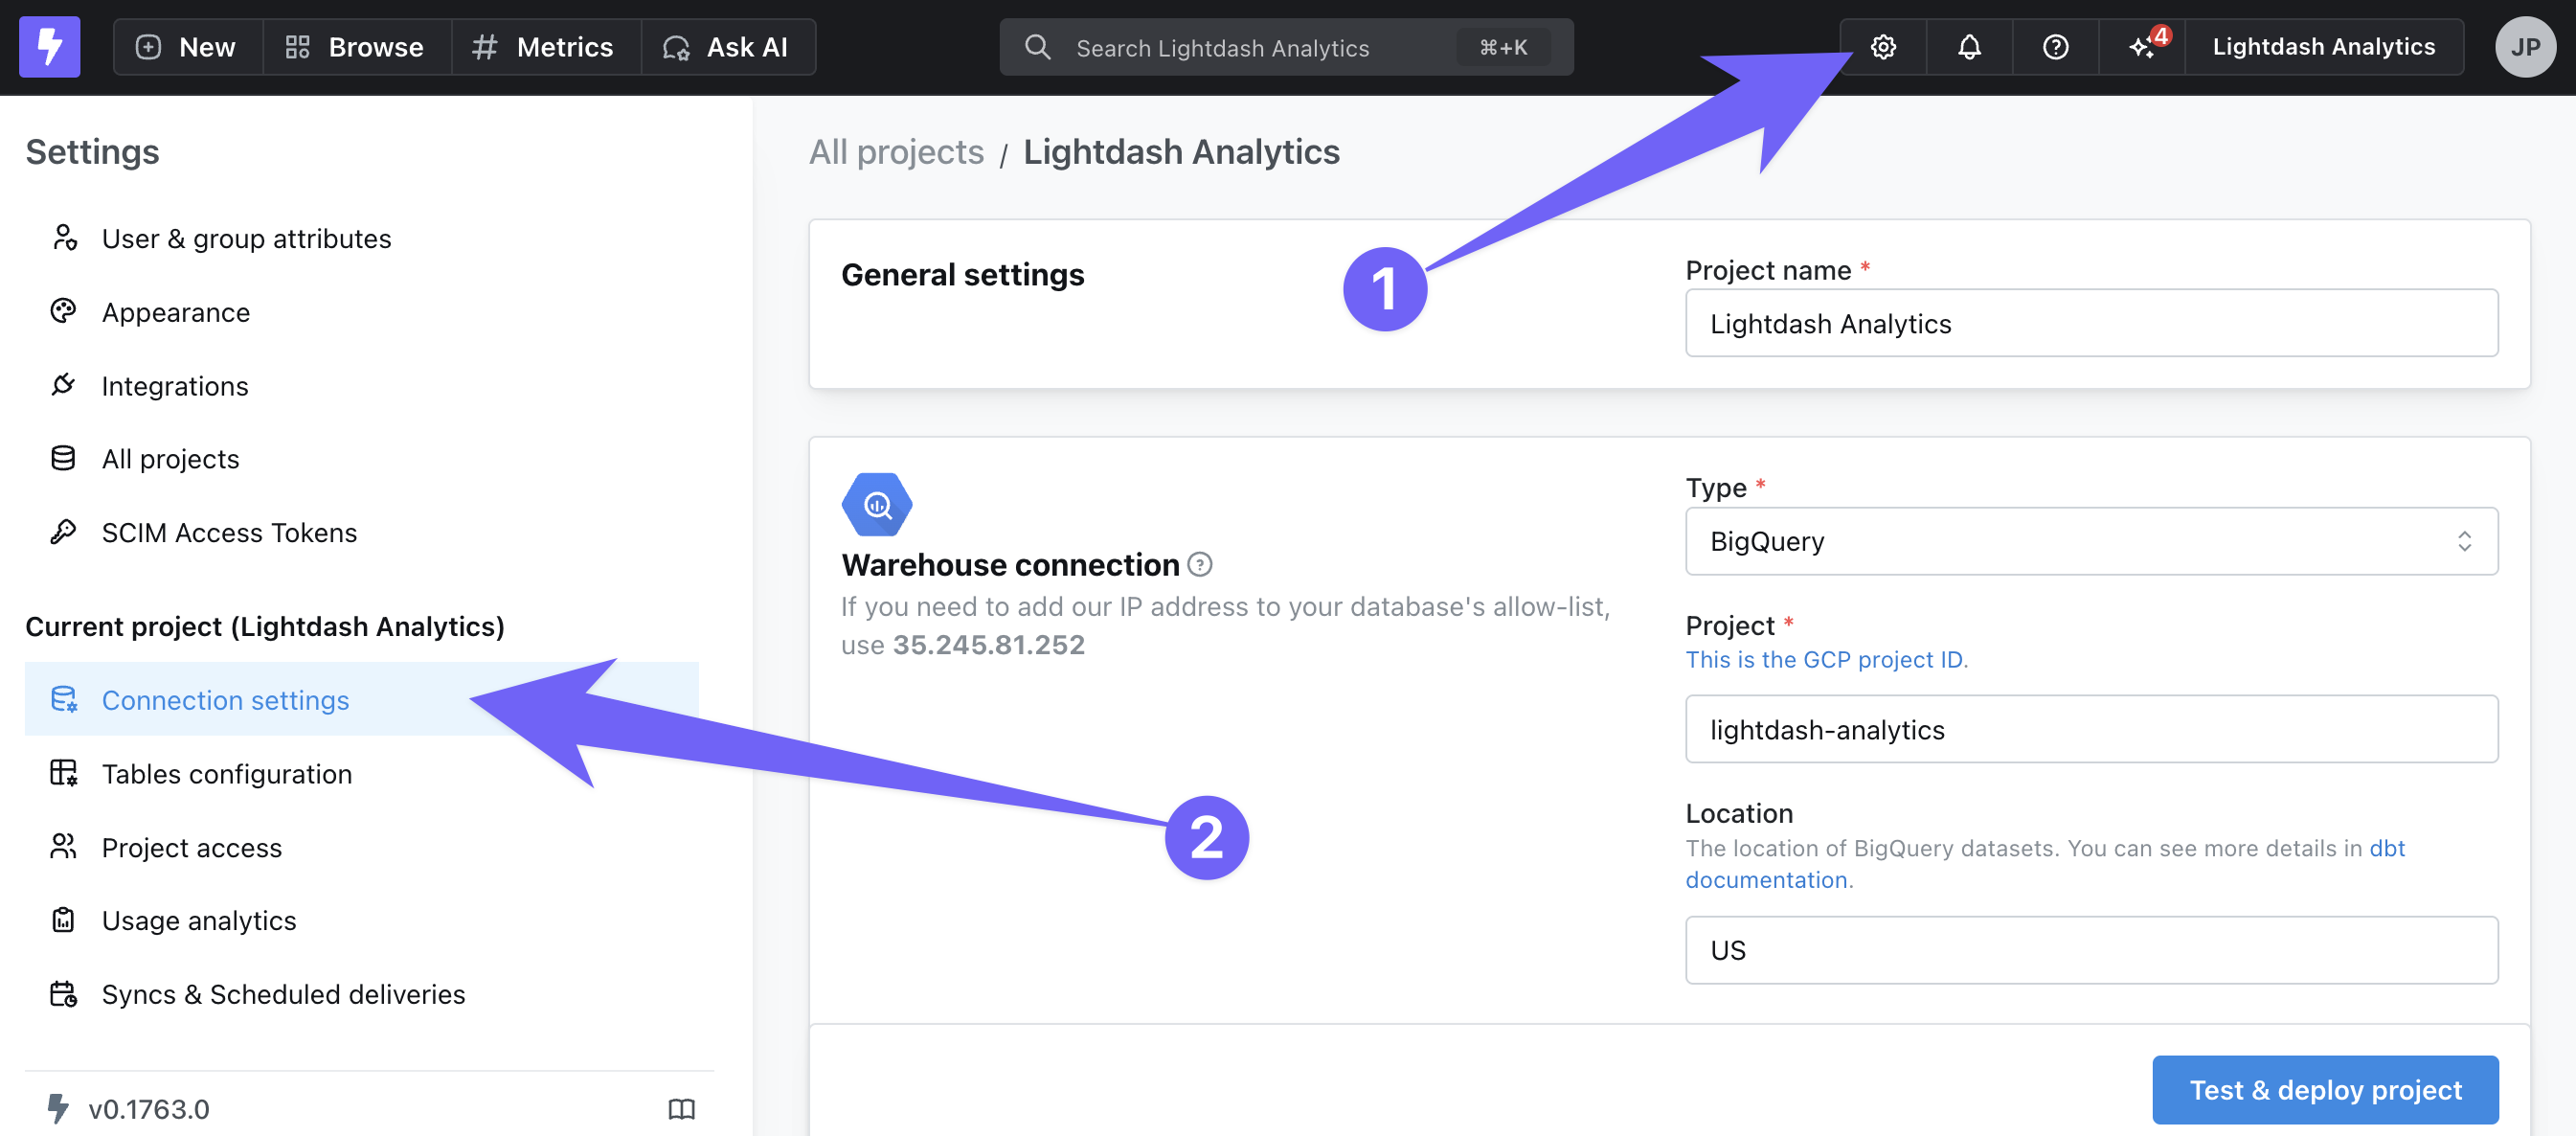 New
Browse
Metrics
Ask AI
Search Lightdash Analytics
⌘+K
4
Lightdash Analytics
JP
Settings
User & group attributes
Appearance
Integrations
All projects
SCIM Access Tokens
Current project (Lightdash Analytics)
Connection settings
Tables configuration
Project access
Usage analytics
Syncs & Scheduled deliveries
v0.1763.0
All projects / Lightdash Analytics
General settings
1
Project name *
Lightdash Analytics
Warehouse connection
If you need to add our IP address to your database's allow-list,
use 35.245.81.252
2
Type *
BigQuery
Project *
This is the GCP project ID.
lightdash-analytics
Location
The location of BigQuery datasets. You can see more details in dbt
documentation.
US
Test & deploy project